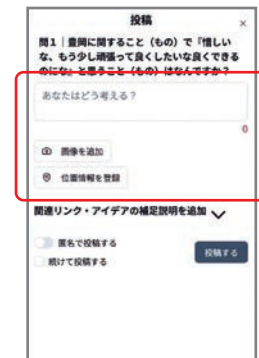 投稿
×
問1｜豊岡に関すること（もの）で『惜しい
な、もう少し頑張って良くしたいな良くできる
のにな』と思うこと（もの）はなんですか？
あなたはどう考える？
0
画像を追加
位置情報を登録
関連リンク・アイデアの補足説明を追加
匿名で投稿する
続けて投稿する
投稿する